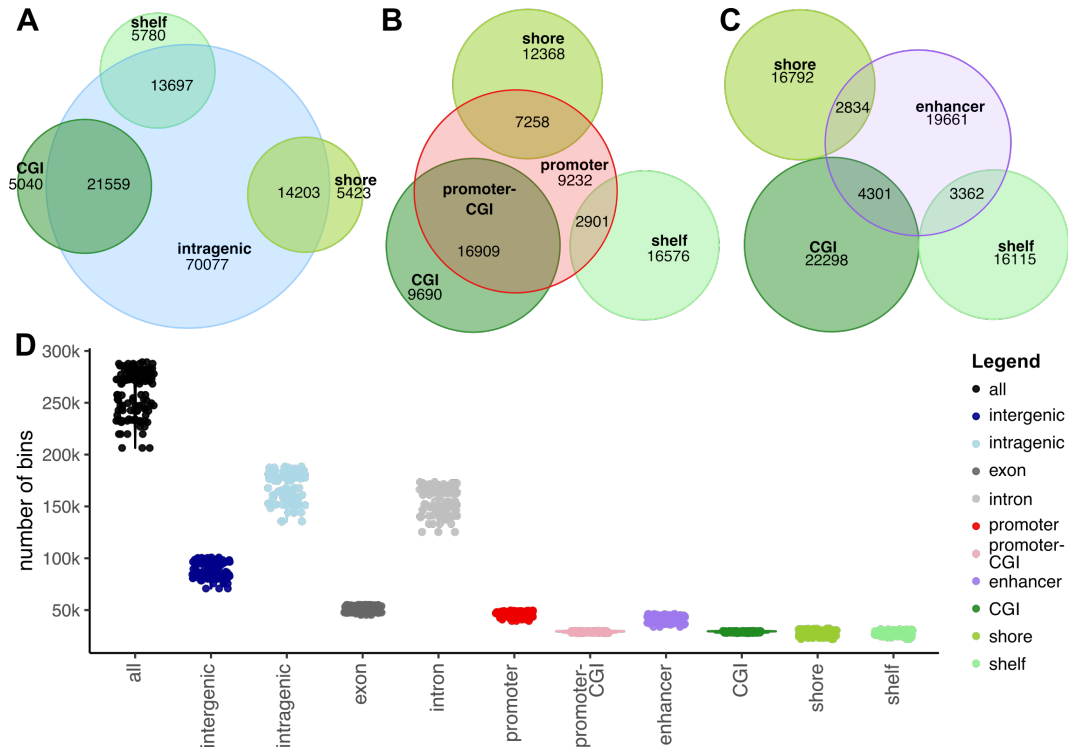 A
shelf
5780
13697
CGI
5040
21559
14203
shore
5423
intragenic
70077
B
shore
12368
7258
promoter
9232
promoter-
CGI
2901
16909
shelf
16576
CGI
9690
C
shore
16792
2834
enhancer
19661
4301
3362
CGI
22298
shelf
16115
D
number of bins
300k
250k
200k
150k
100k
50k
all
intergenic
intragenic
exon
intron
promoter
promoter-
CGI
enhancer
CGI
shore
shelf
Legend
all
intergenic
intragenic
exon
intron
promoter
promoter-
CGI
enhancer
CGI
shore
shelf